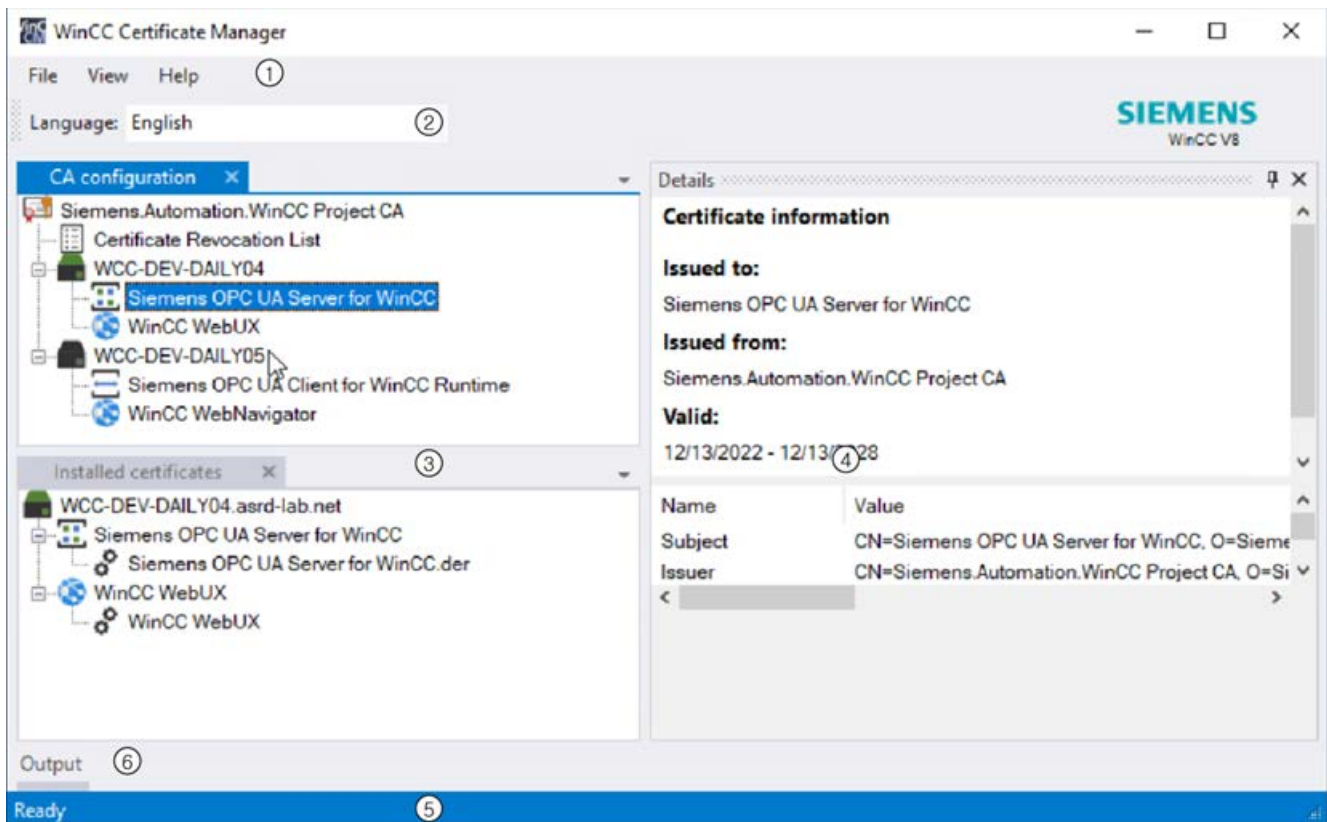 WinCC Certificate Manager
File View Help ①
Language: English ②
SIEMENS
WinCC V8
CA configuration
Siemens.Automation.WinCC Project CA
Certificate Revocation List
WCC-DEV-DAILY04
Siemens OPC UA Server for WinCC
WinCC WebUX
WCC-DEV-DAILY05
Siemens OPC UA Client for WinCC Runtime
WinCC WebNavigator
③
Installed certificates
WCC-DEV-DAILY04.asrd-lab.net
Siemens OPC UA Server for WinCC
Siemens OPC UA Server for WinCC.der
WinCC WebUX
WinCC WebUX
Details
Certificate information
Issued to:
Siemens OPC UA Server for WinCC
Issued from:
Siemens.Automation.WinCC Project CA
Valid:
12/13/2022 - 12/13/2028
④
Name Value
Subject CN=Siemens OPC UA Server for WinCC, O=Sieme
Issuer CN=Siemens.Automation.WinCC Project CA, O=Si
Output ⑥
Ready ⑤